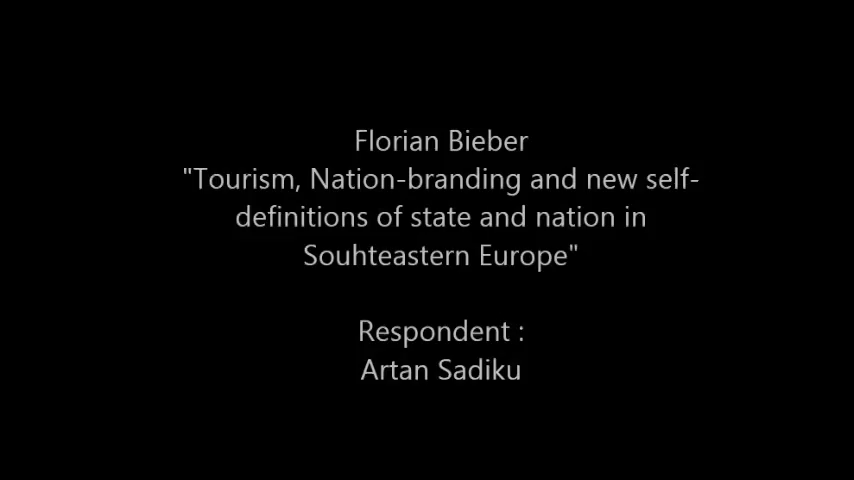 Florian Bieber
"Tourism, Nation-branding and new self-
definitions of state and nation in
Souhteastern Europe"
Respondent :
Artan Sadiku